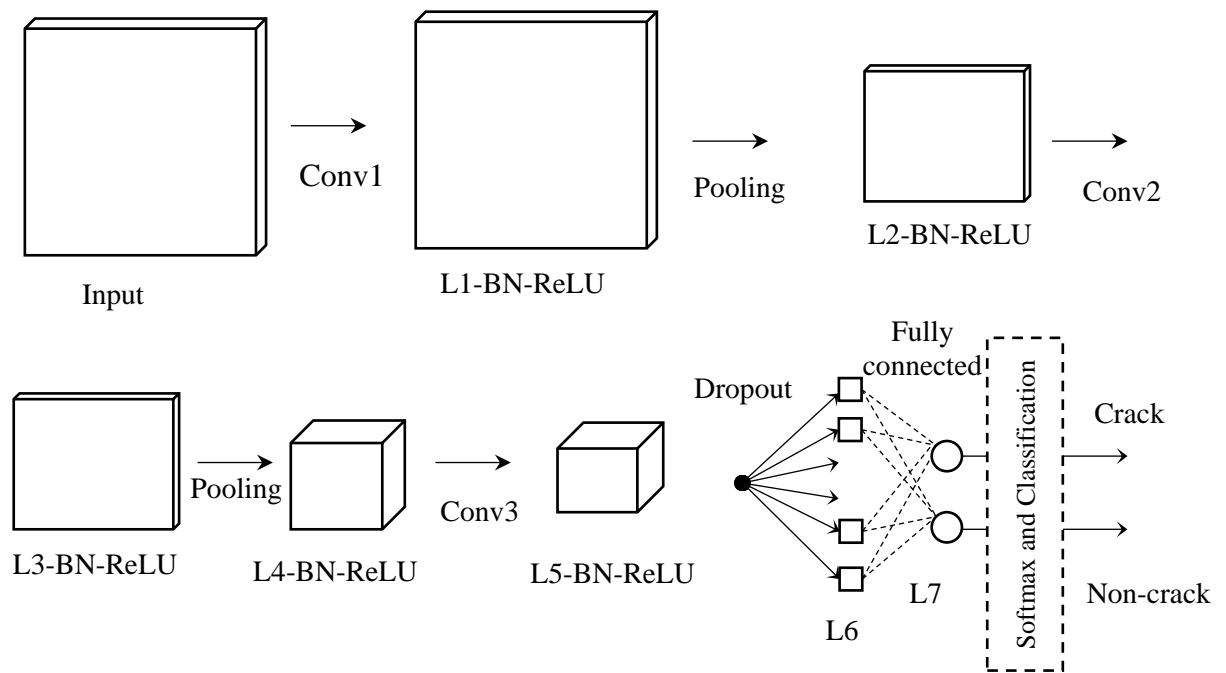 Input
Conv1
L1-BN-ReLU
Pooling
L2-BN-ReLU
Conv2
L3-BN-ReLU
Pooling
L4-BN-ReLU
Conv3
L5-BN-ReLU
Dropout
L6
Fully
connected
L7
Softmax and Classification
Crack
Non-crack